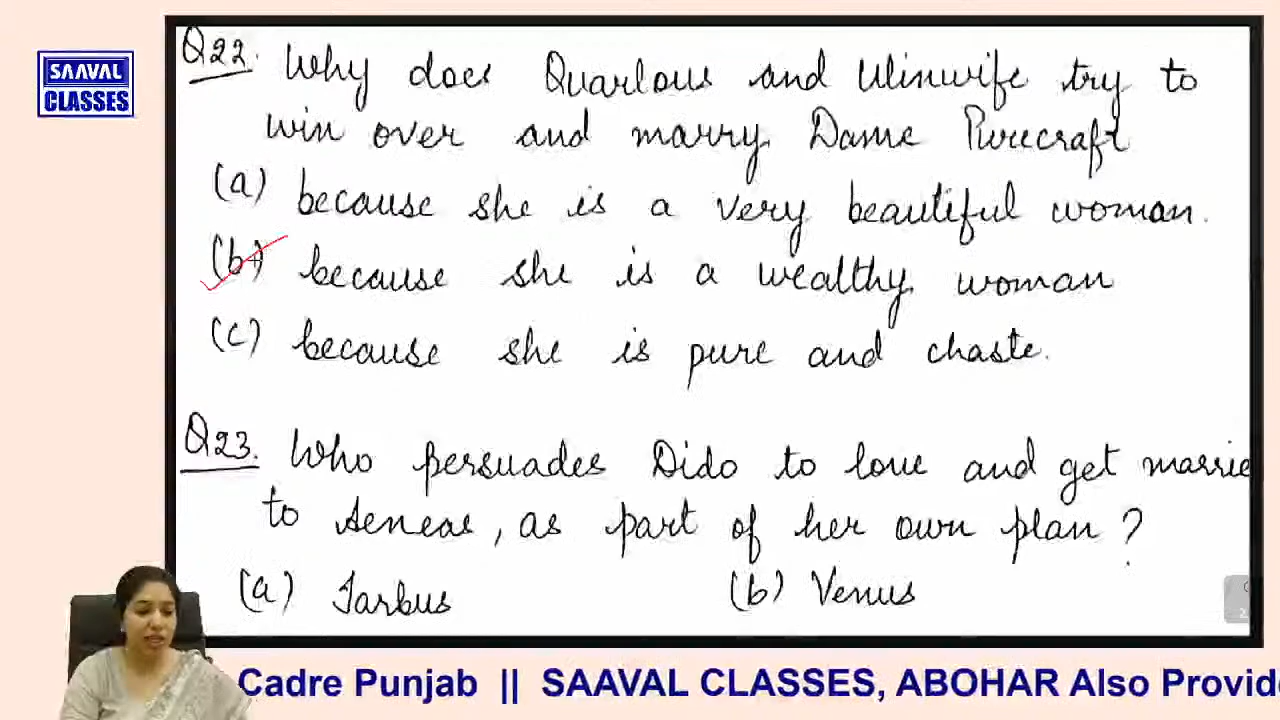 SAAVAL
CLASSES
Q22. Why does Quarlous and Winwife try to
win over and marry Dame Purecraft
(a) because she is a very beautiful woman.
(b) because she is a wealthy woman
(c) because she is pure and chaste.
Q23. Who persuades Dido to love and get marrie
to Aeneas, as part of her own plan?
(a) Iarbus (b) Venus
Cadre Punjab || SAAVAL CLASSES, ABOHAR Also Provide